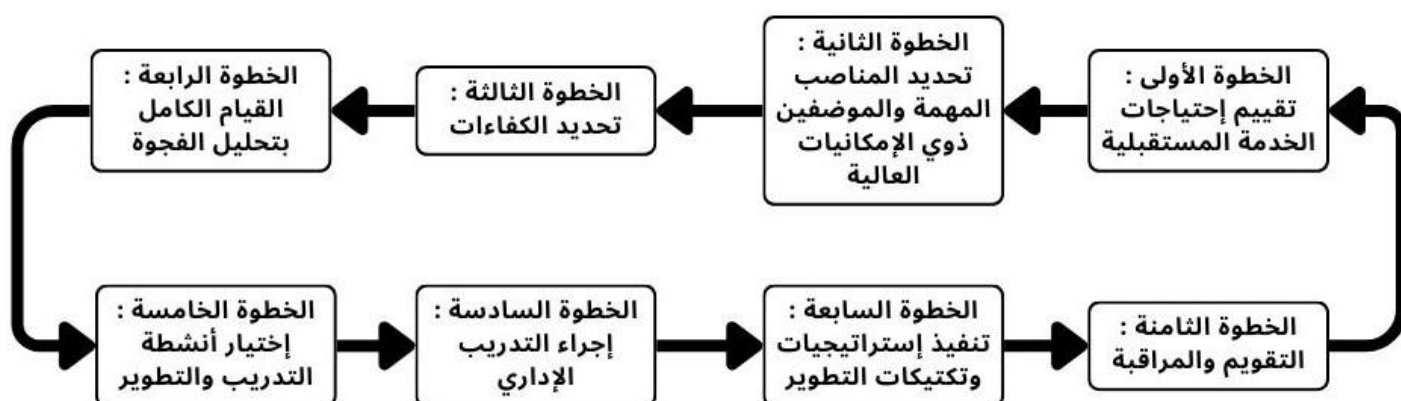 الخطوة الأولى :
تقييم إحتياجات
الخدمة المستقبلية
الخطوة الثانية :
تحديد المناصب
المهمة والموضفين
ذوي الإمكانيات
العالية
الخطوة الثالثة :
تحديد الكفاءات
الخطوة الرابعة :
القيام الكامل
بتحليل الفجوة
الخطوة الخامسة :
إختيار أنشطة
التدريب والتطوير
الخطوة السادسة :
إجراء التدريب
الإداري
الخطوة السابعة :
تنفيذ إستراتيجيات
وتكتيكات التطوير
الخطوة الثامنة :
التقويم والمراقبة